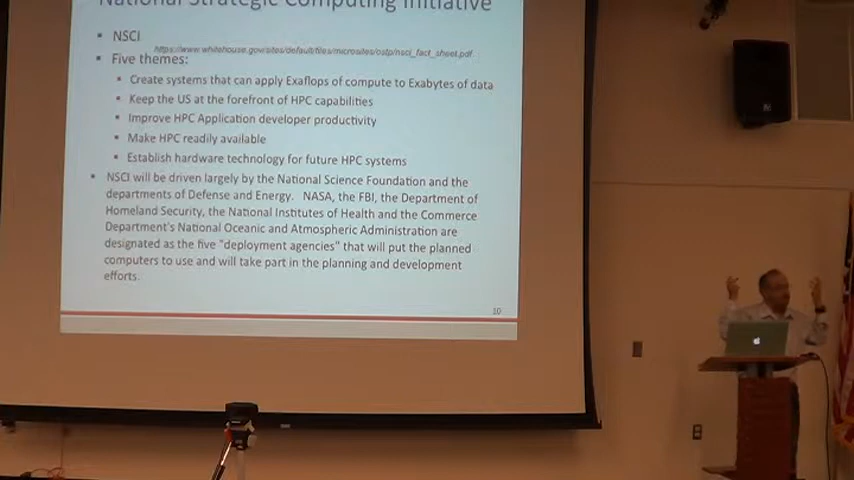 National Strategic Computing Initiative
NSCI
https://www.whitehouse.gov/sites/default/files/microsites/ostp/nsci_fact_sheet.pdf
Five themes:
Create systems that can apply Exaflops of compute to Exabytes of data
Keep the US at the forefront of HPC capabilities
Improve HPC Application developer productivity
Make HPC readily available
Establish hardware technology for future HPC systems
NSCI will be driven largely by the National Science Foundation and the
departments of Defense and Energy. NASA, the FBI, the Department of
Homeland Security, the National Institutes of Health and the Commerce
Department's National Oceanic and Atmospheric Administration are
designated as the five "deployment agencies" that will put the planned
computers to use and will take part in the planning and development
efforts.
10